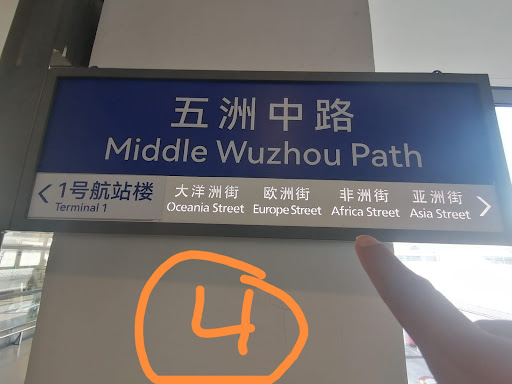 五洲中路
Middle Wuzhou Path
1号航站楼 大洋洲街 欧洲街 非洲街 亚洲街
Terminal 1 Oceania Street Europe Street Africa Street Asia Street
4